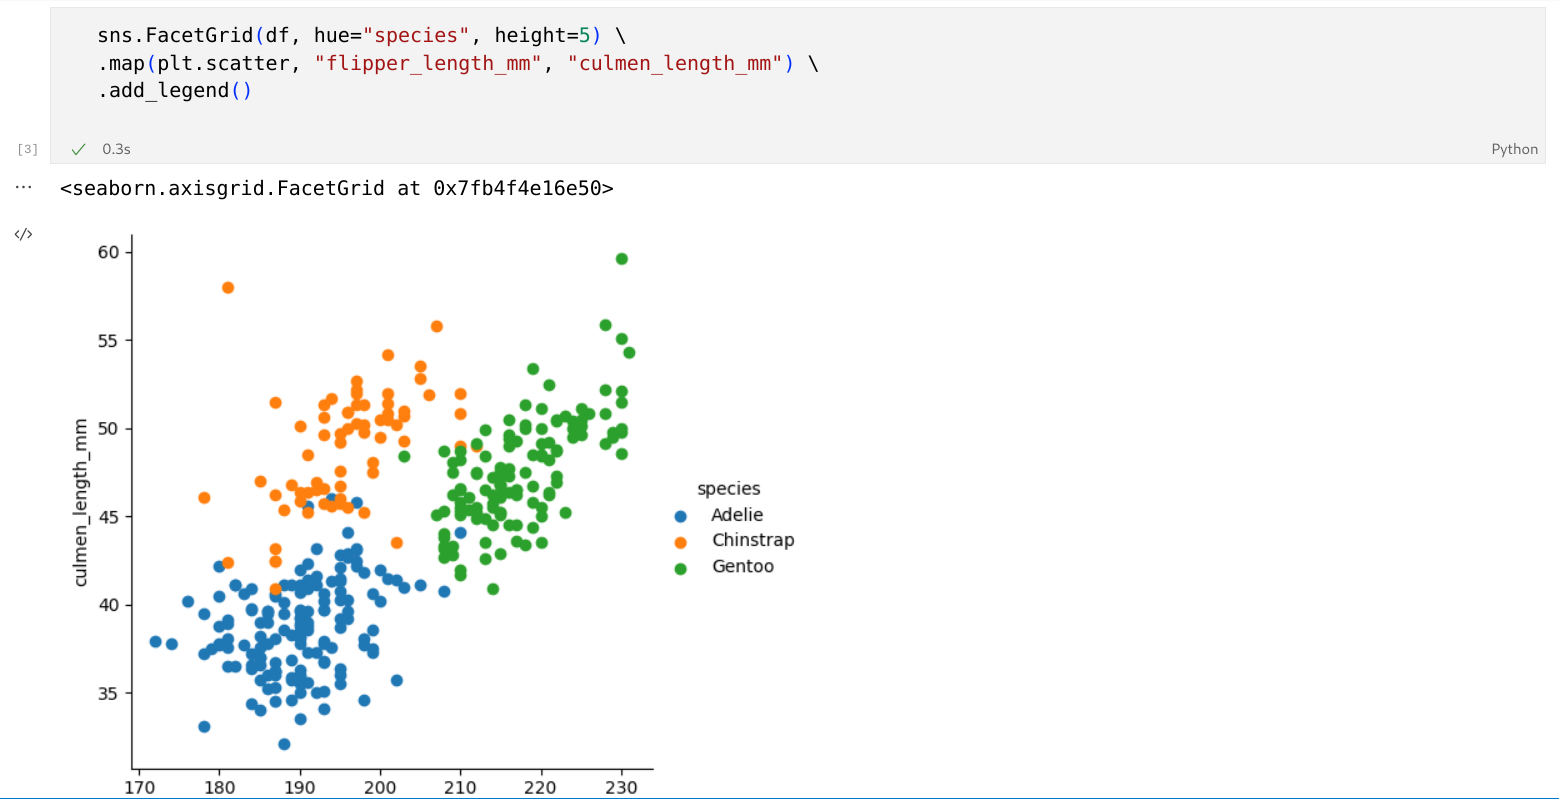 sns.FacetGrid(df, hue="species", height=5) \
.map(plt.scatter, "flipper_length_mm", "culmen_length_mm") \
.add_legend()
[3] 0.3s Python
... <seaborn.axisgrid.FacetGrid at 0x7fb4f4e16e50>
</>
60
55
50
45
40
35
culmen_length_mm
170 180 190 200 210 220 230
species
Adelie
Chinstrap
Gentoo